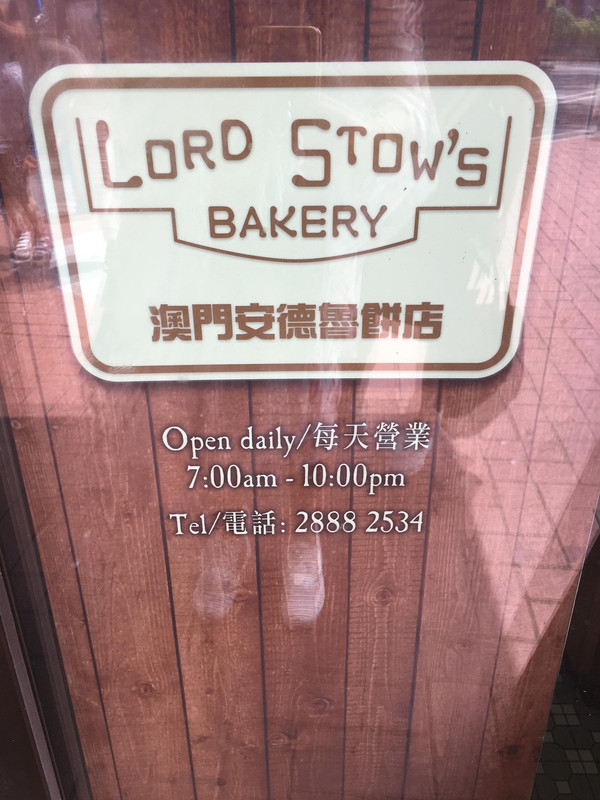 LORD STOW'S
BAKERY
澳門安德魯餅店
Open daily/每天營業
7:00am - 10:00pm
Tel/電話: 2888 2534